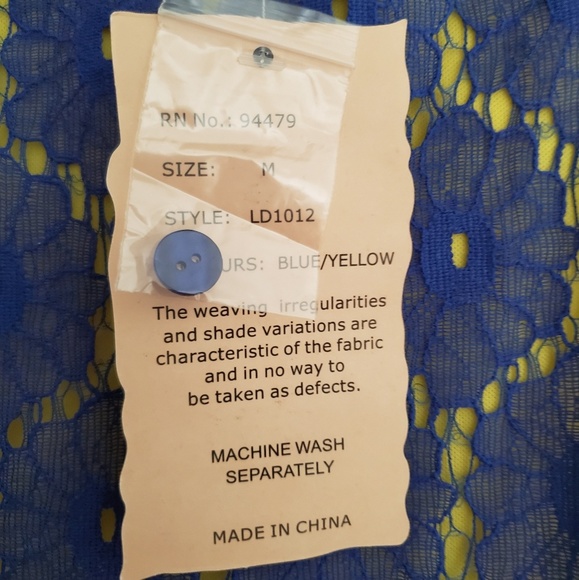 RN No.: 94479
SIZE: M
STYLE: LD1012
URS: BLUE/YELLOW
The weaving irregularities
and shade variations are
characteristic of the fabric
and in no way to
be taken as defects.
MACHINE WASH
SEPARATELY
MADE IN CHINA